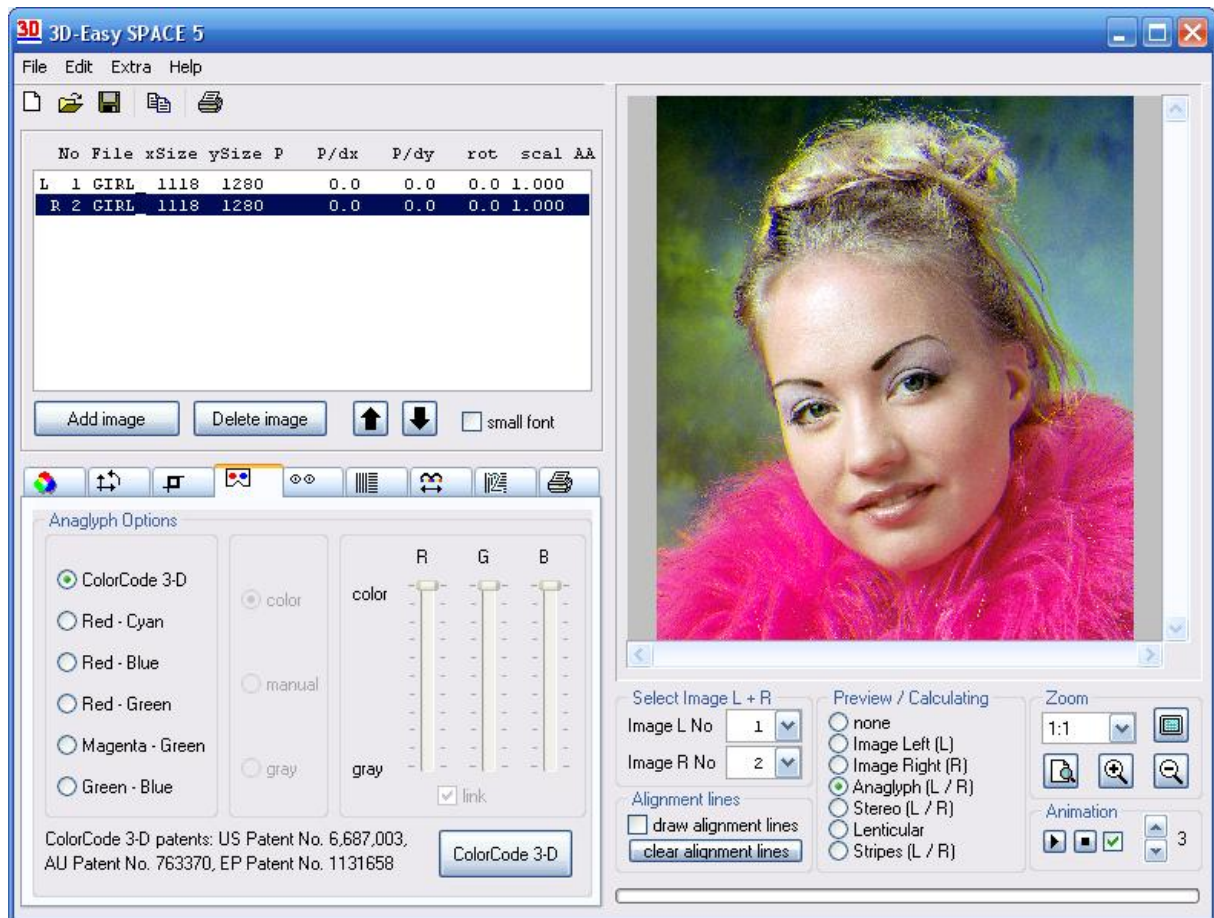 3D 3D-Easy SPACE 5
File Edit Extra Help
No File xSize ySize P P/dx P/dy rot scal AA
L 1 GIRL_ 1118 1280 0.0 0.0 0.0 1.000
R 2 GIRL_ 1118 1280 0.0 0.0 0.0 1.000
Add image Delete image small font
Anaglyph Options
ColorCode 3-D
Red - Cyan
Red - Blue
Red - Green
Magenta - Green
Green - Blue
color
manual
gray
R G B
color
gray
link
ColorCode 3-D patents: US Patent No. 6,687,003,
AU Patent No. 763370, EP Patent No. 1131658
ColorCode 3-D
Select Image L + R
Image L No 1
Image R No 2
Alignment lines
draw alignment lines
clear alignment lines
Preview / Calculating
none
Image Left (L)
Image Right (R)
Anaglyph (L / R)
Stereo (L / R)
Lenticular
Stripes (L / R)
Zoom
1:1
Animation
3